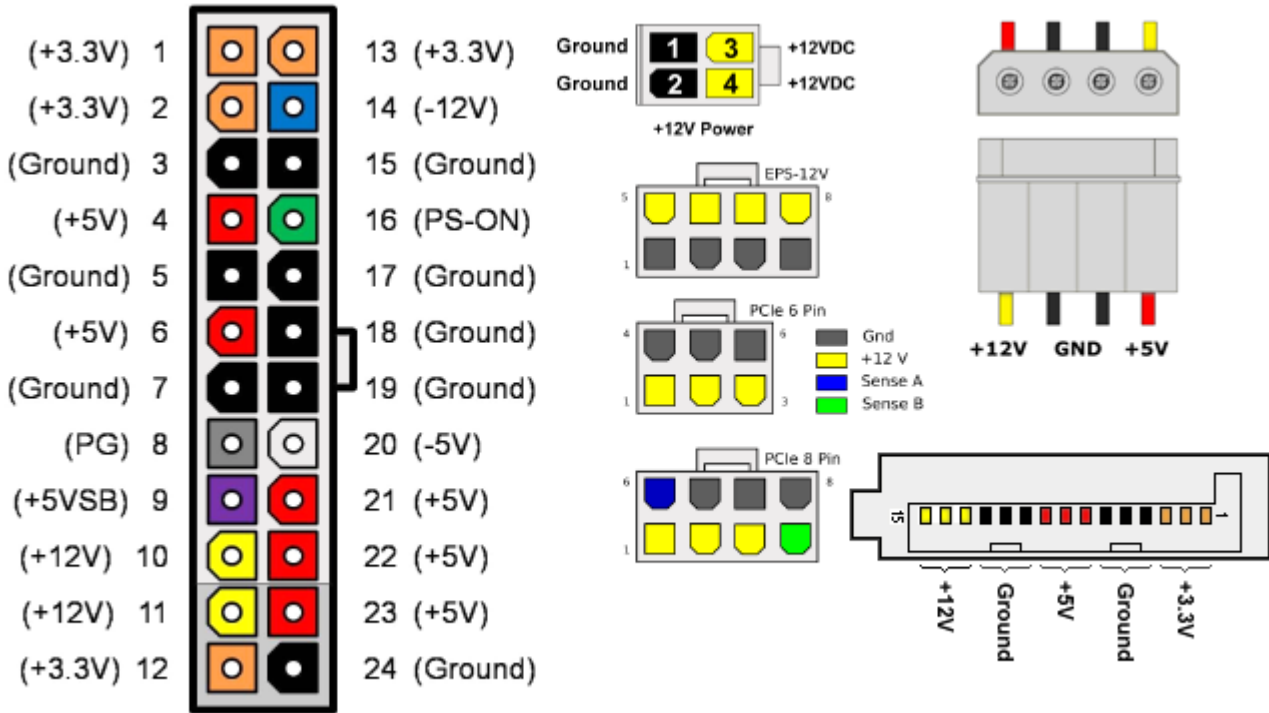 (+3.3V) 1
13 (+3.3V)
(+3.3V) 2
14 (-12V)
(Ground) 3
15 (Ground)
(+5V) 4
16 (PS-ON)
(Ground) 5
17 (Ground)
(+5V) 6
18 (Ground)
(Ground) 7
19 (Ground)
(PG) 8
20 (-5V)
(+5VSB) 9
21 (+5V)
(+12V) 10
22 (+5V)
(+12V) 11
23 (+5V)
(+3.3V) 12
24 (Ground)
Ground 1 3 +12VDC
Ground 2 4 +12VDC
+12V Power
EPS-12V
5 8
1
PCIe 6 Pin
4 6
1 3
Gnd
+12 V
Sense A
Sense B
PCIe 8 Pin
6 8
1
+12V GND +5V
15 1
+12V
Ground
+5V
Ground
+3.3V